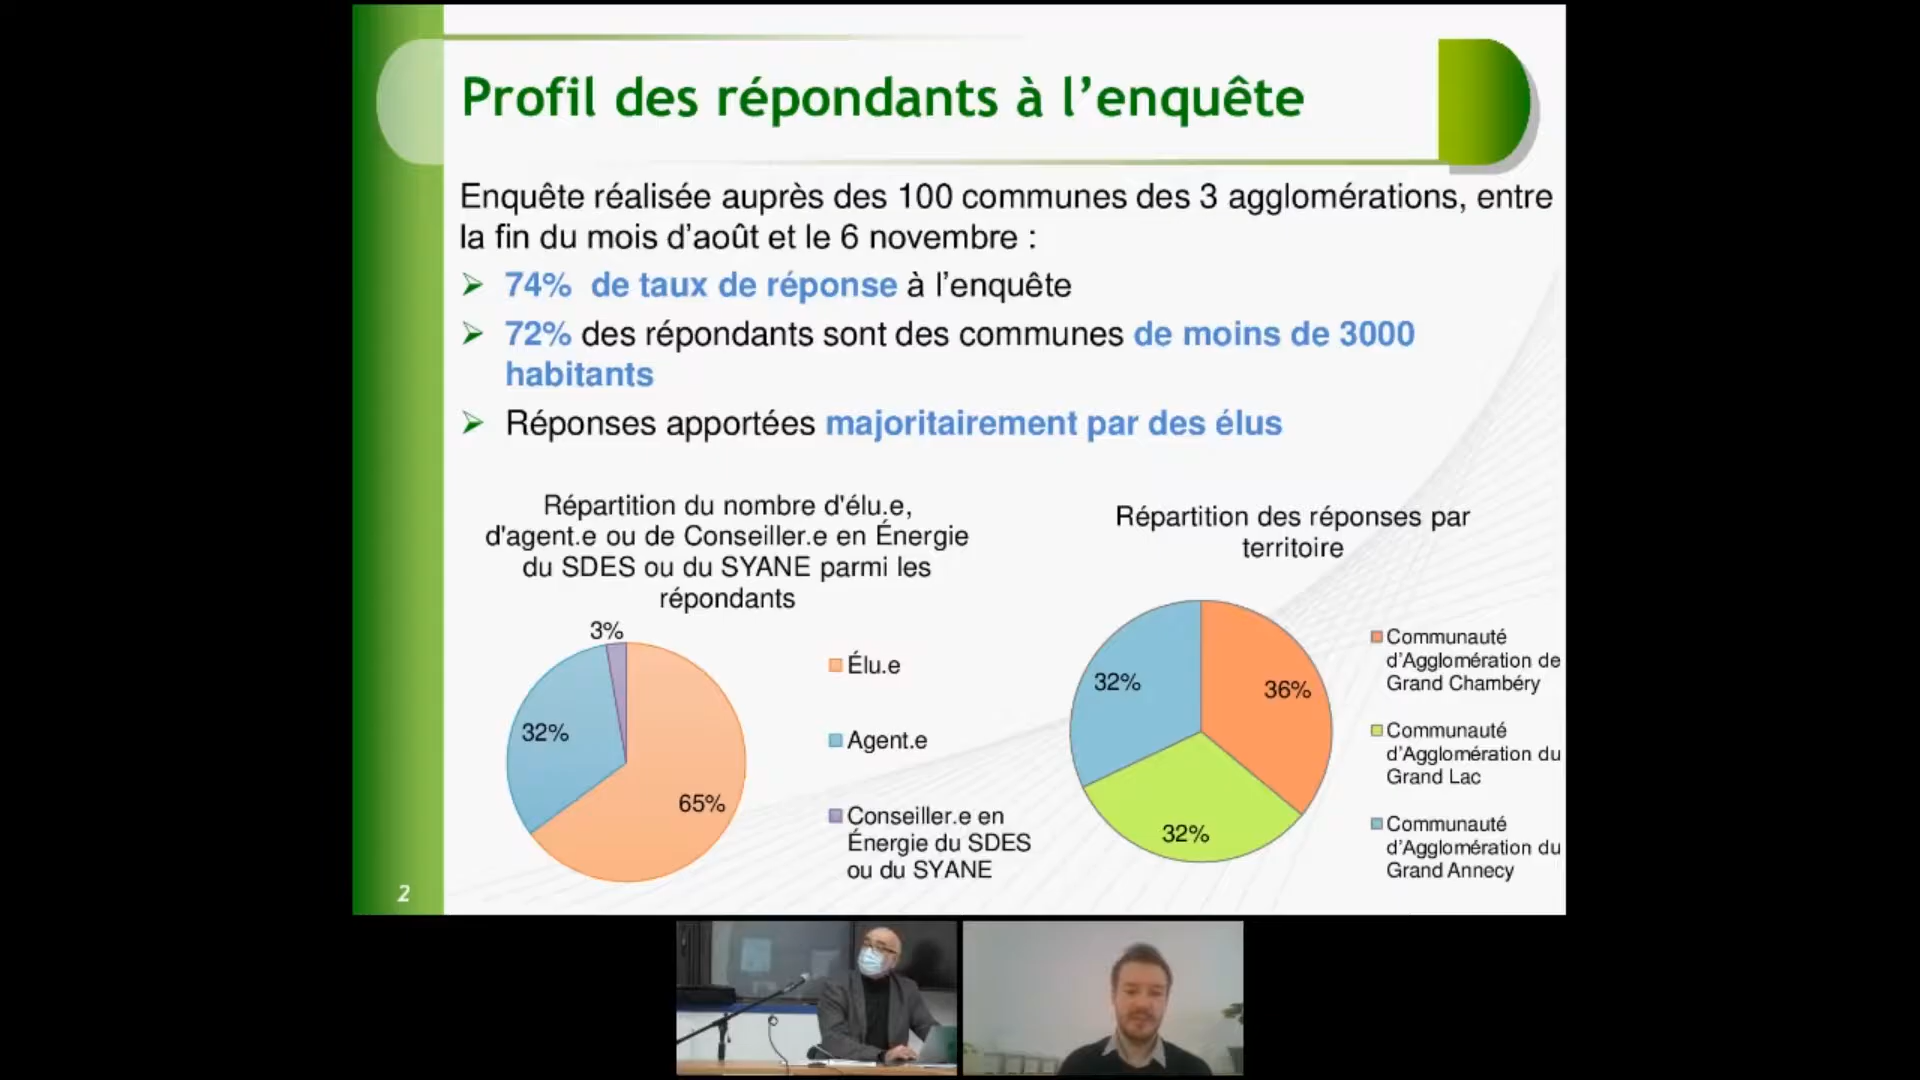 Profil des répondants à l’enquête
Enquête réalisée auprès des 100 communes des 3 agglomérations, entre
la fin du mois d’août et le 6 novembre :
74% de taux de réponse à l’enquête
72% des répondants sont des communes de moins de 3000
habitants
Réponses apportées majoritairement par des élus
Répartition du nombre d'élu.e,
d'agent.e ou de Conseiller.e en Énergie
du SDES ou du SYANE parmi les
répondants
3%
32%
65%
Élu.e
Agent.e
Conseiller.e en
Énergie du SDES
ou du SYANE
Répartition des réponses par
territoire
32%
36%
32%
Communauté
d’Agglomération de
Grand Chambéry
Communauté
d’Agglomération du
Grand Lac
Communauté
d’Agglomération du
Grand Annecy
2